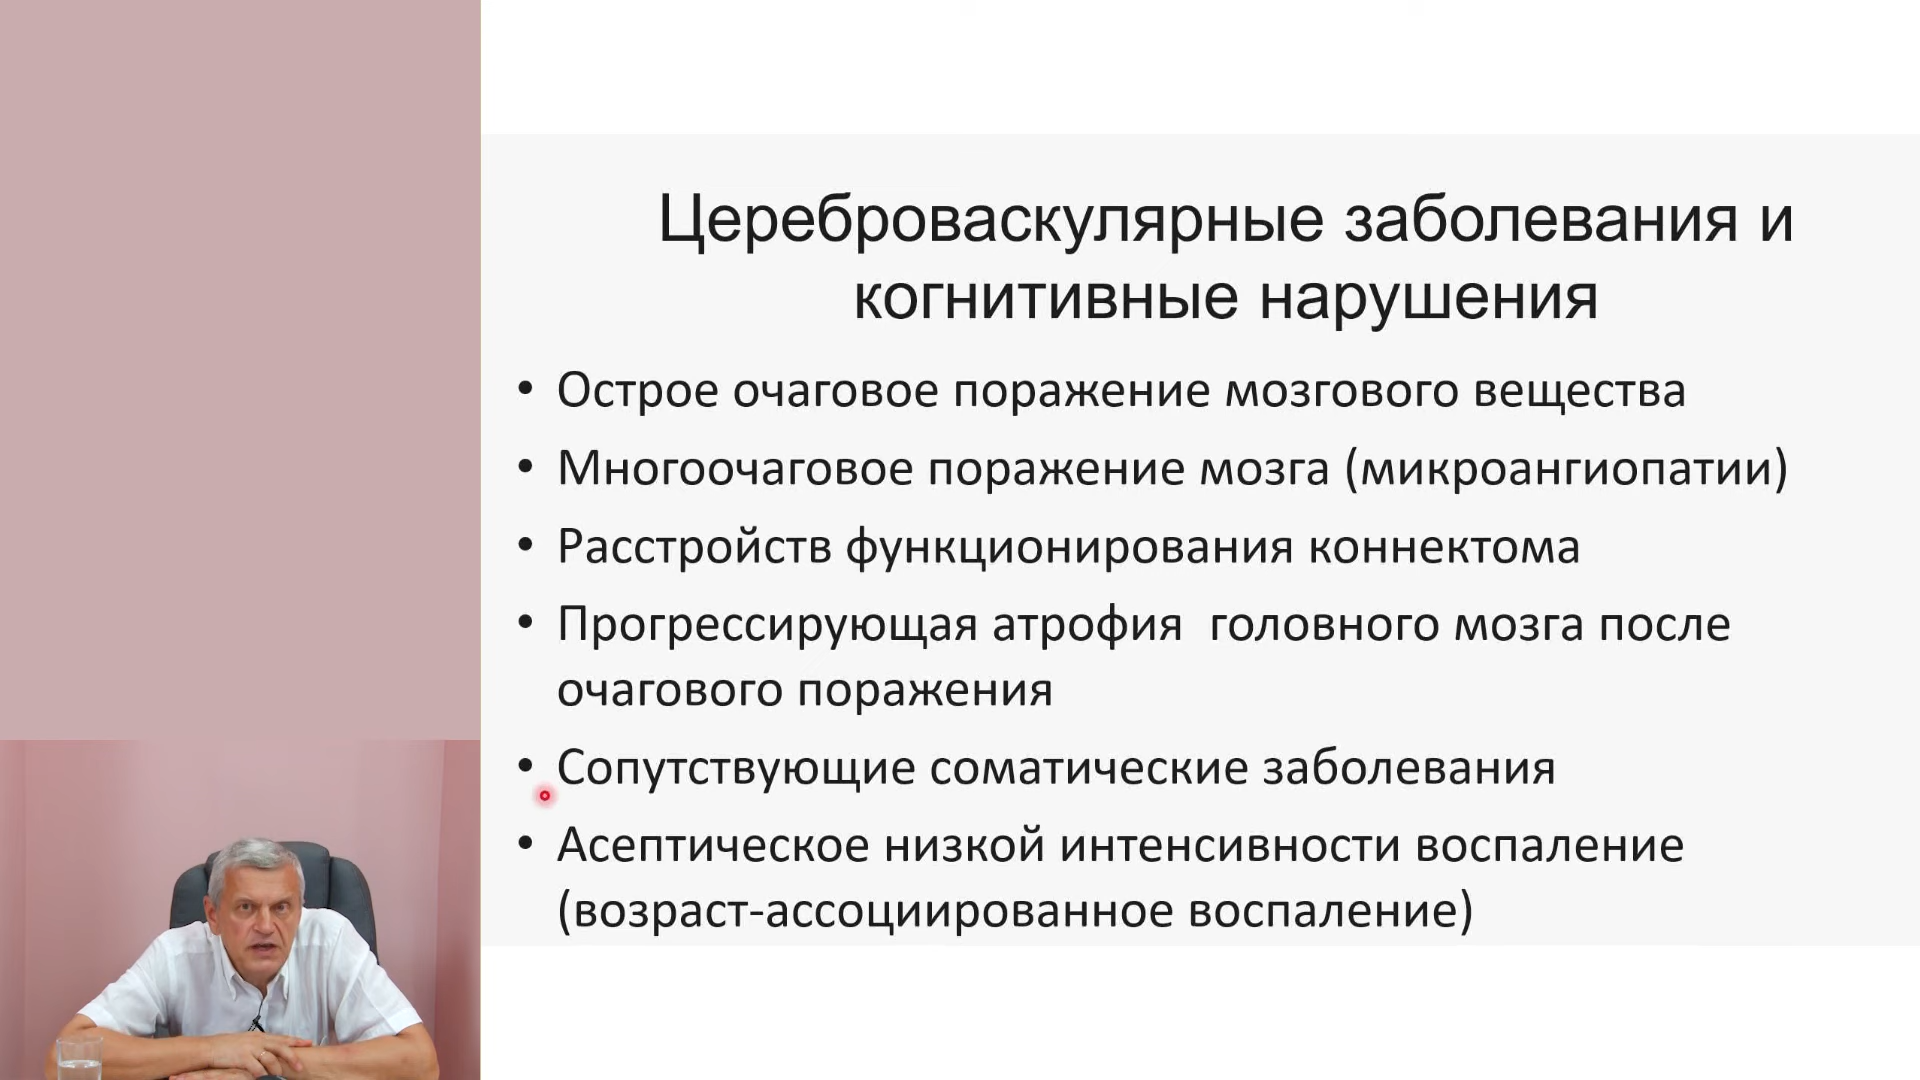 Цереброваскулярные заболевания и
когнитивные нарушения
• Острое очаговое поражение мозгового вещества
• Многоочаговое поражение мозга (микроангиопатии)
• Расстройств функционирования коннектома
• Прогрессирующая атрофия  головного мозга после
очагового поражения
• Сопутствующие соматические заболевания
• Асептическое низкой интенсивности воспаление
(возраст-ассоциированное воспаление)